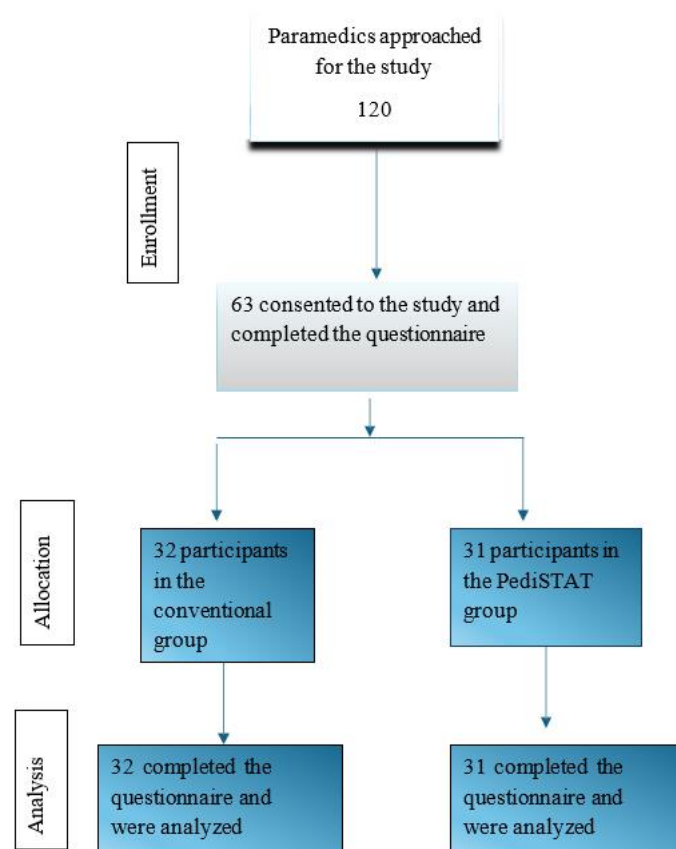 Paramedics approached
for the study
120
Enrollment
63 consented to the study and
completed the questionnaire
Allocation
32 participants
in the
conventional
group
31 participants in
the PediSTAT
group
Analysis
32 completed the
questionnaire and
were analyzed
31 completed the
questionnaire and
were analyzed